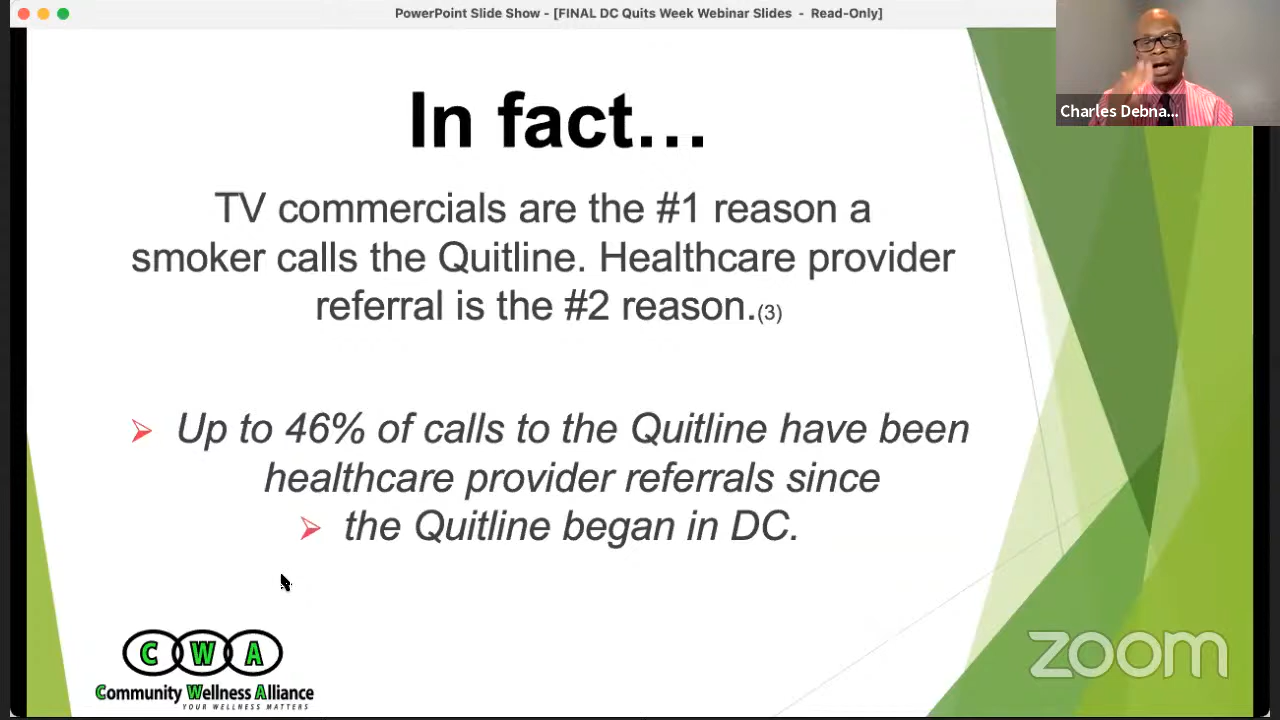 PowerPoint Slide Show - [FINAL DC Quits Week Webinar Slides - Read-Only]
Charles Debna...
In fact...
TV commercials are the #1 reason a
smoker calls the Quitline. Healthcare provider
referral is the #2 reason.(3)
Up to 46% of calls to the Quitline have been
healthcare provider referrals since
the Quitline began in DC.
C W A
Community Wellness Alliance
YOUR WELLNESS MATTERS
zoom